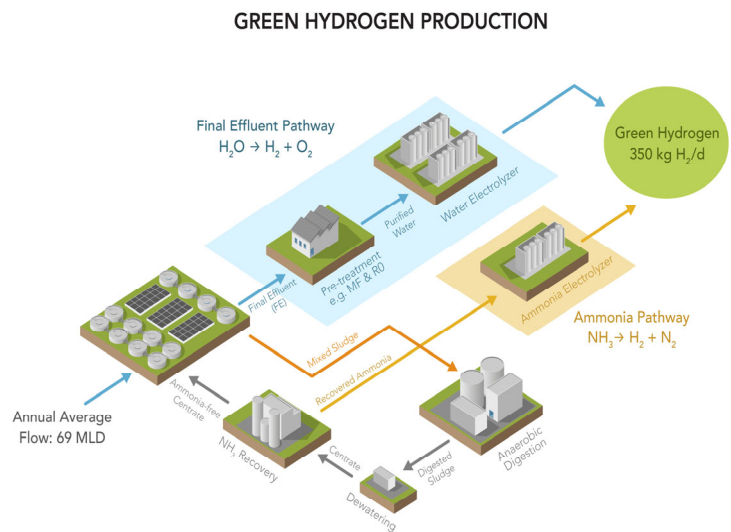 GREEN HYDROGEN PRODUCTION
Final Effluent Pathway
H₂O → H₂ + O₂
Green Hydrogen
350 kg H₂/d
Water Electrolyzer
Purified
Water
Pre-treatment
e.g. MF & RO
Final Effluent
(FE)
Ammonia Electrolyzer
Ammonia Pathway
NH₃→ H₂ + N₂
Mixed Sludge
Recovered Ammonia
Annual Average
Flow: 69 MLD
Ammonia-free
Centrate
NH₃ Recovery
Centrate
Dewatering
Digested
Sludge
Anaerobic
Digestion